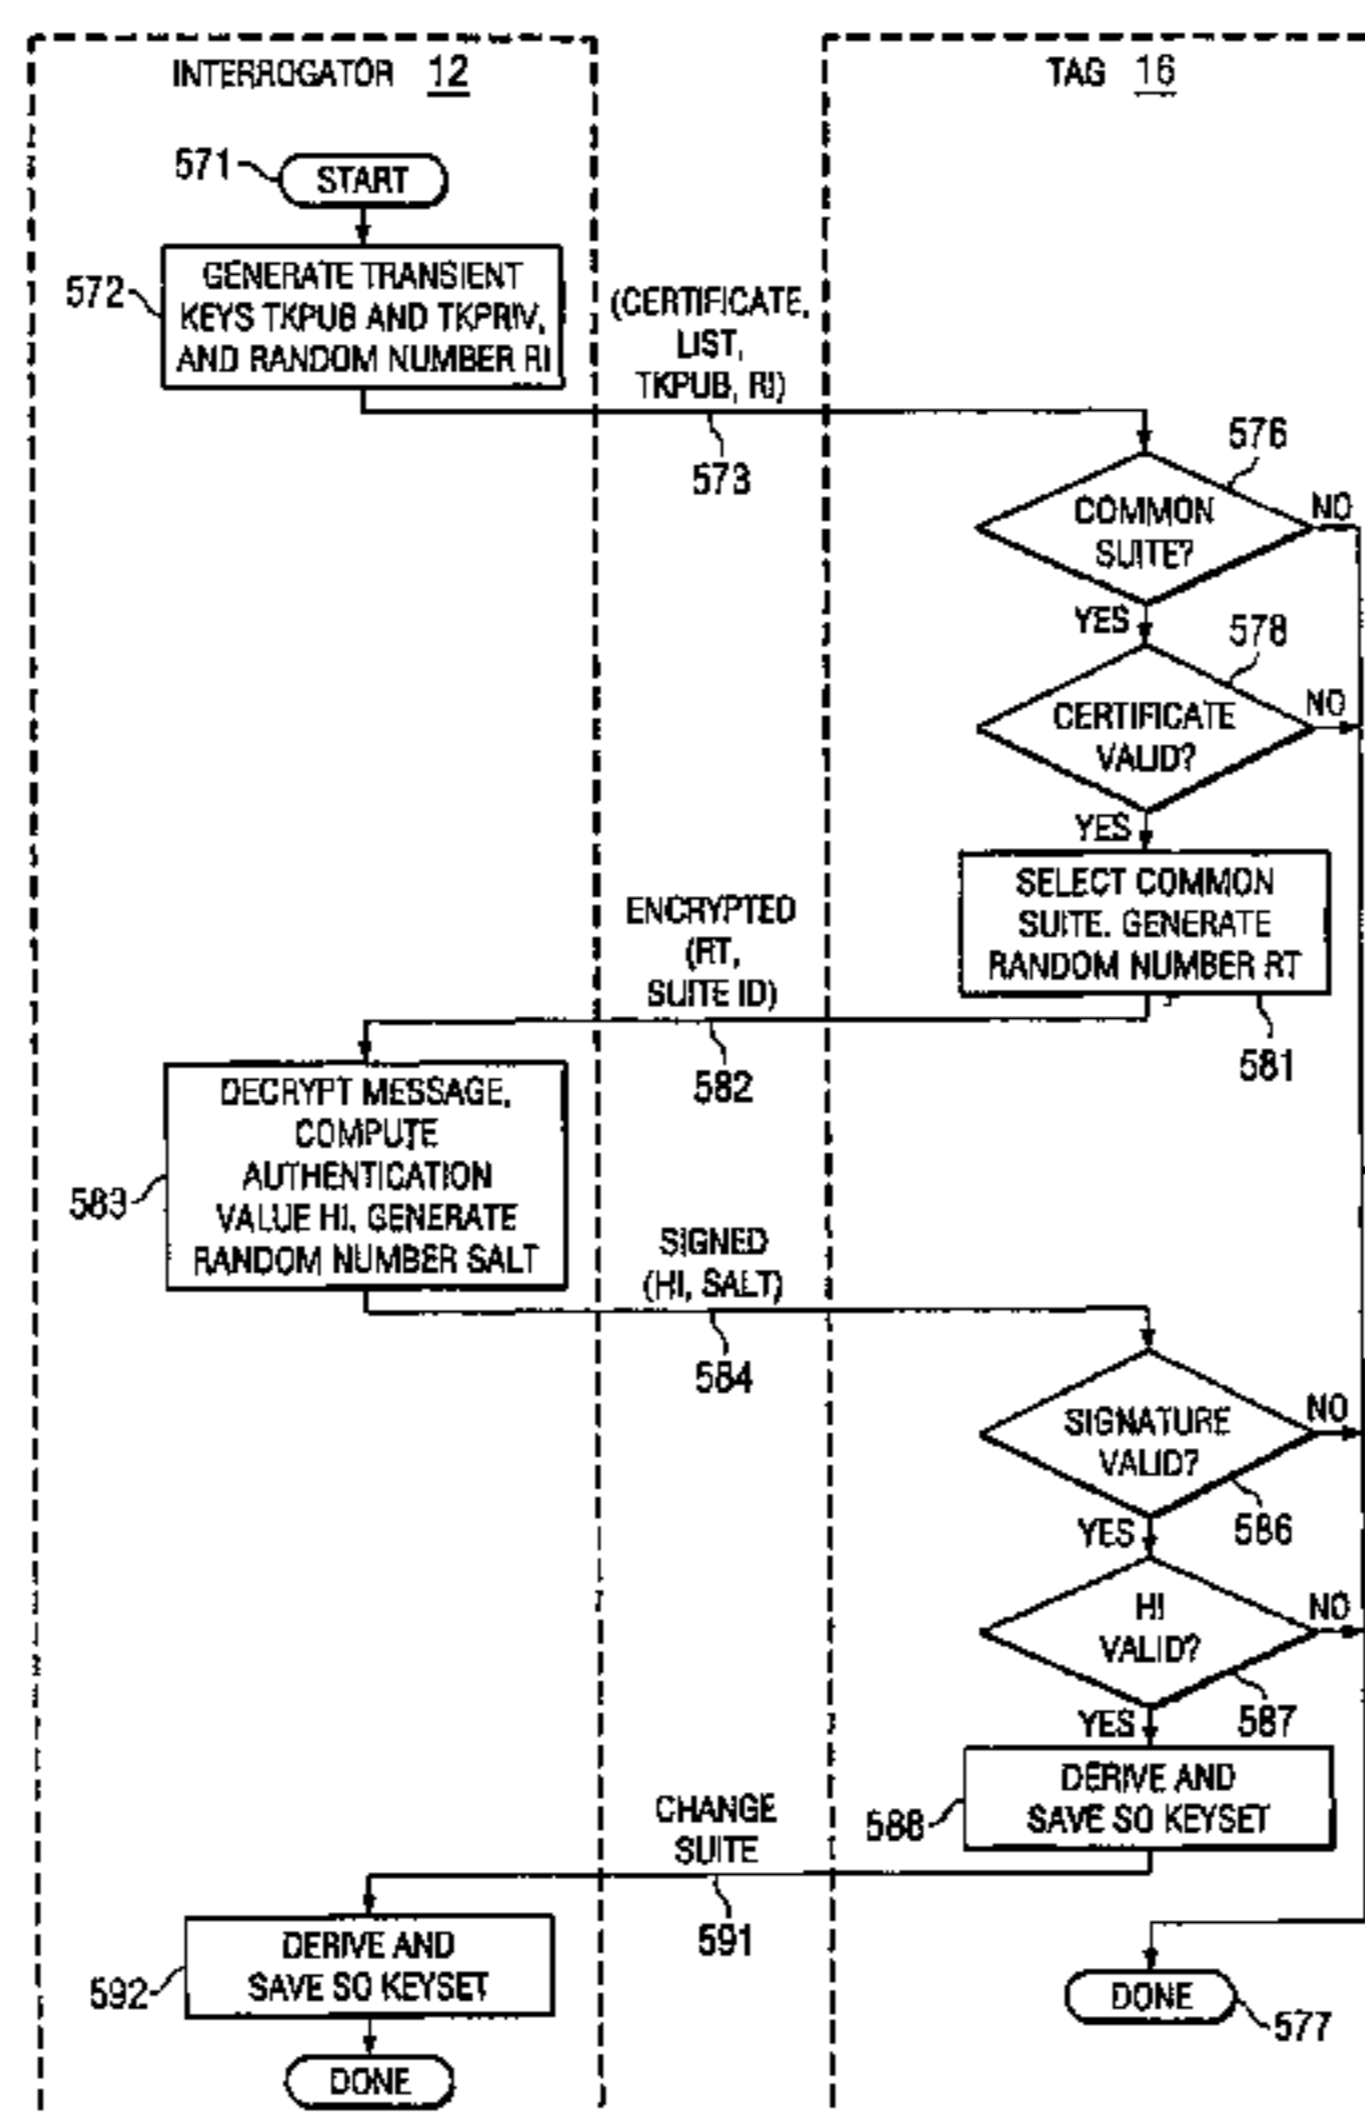 INTERROGATOR 12
TAG 16
571
START
572
GENERATE TRANSIENT
KEYS TKPUB AND TKPRIV,
AND RANDOM NUMBER RI
(CERTIFICATE,
LIST,
TKPUB, RI)
573
576
COMMON
SUITE?
NO
YES
578
CERTIFICATE
VALID?
NO
YES
SELECT COMMON
SUITE. GENERATE
RANDOM NUMBER RT
581
ENCRYPTED
(RT,
SUITE ID)
582
583
DECRYPT MESSAGE,
COMPUTE
AUTHENTICATION
VALUE HI. GENERATE
RANDOM NUMBER SALT
SIGNED
(HI, SALT)
584
SIGNATURE
VALID?
NO
586
YES
HI
VALID?
NO
587
YES
588
DERIVE AND
SAVE SO KEYSET
CHANGE
SUITE
591
592
DERIVE AND
SAVE SO KEYSET
DONE
DONE
577